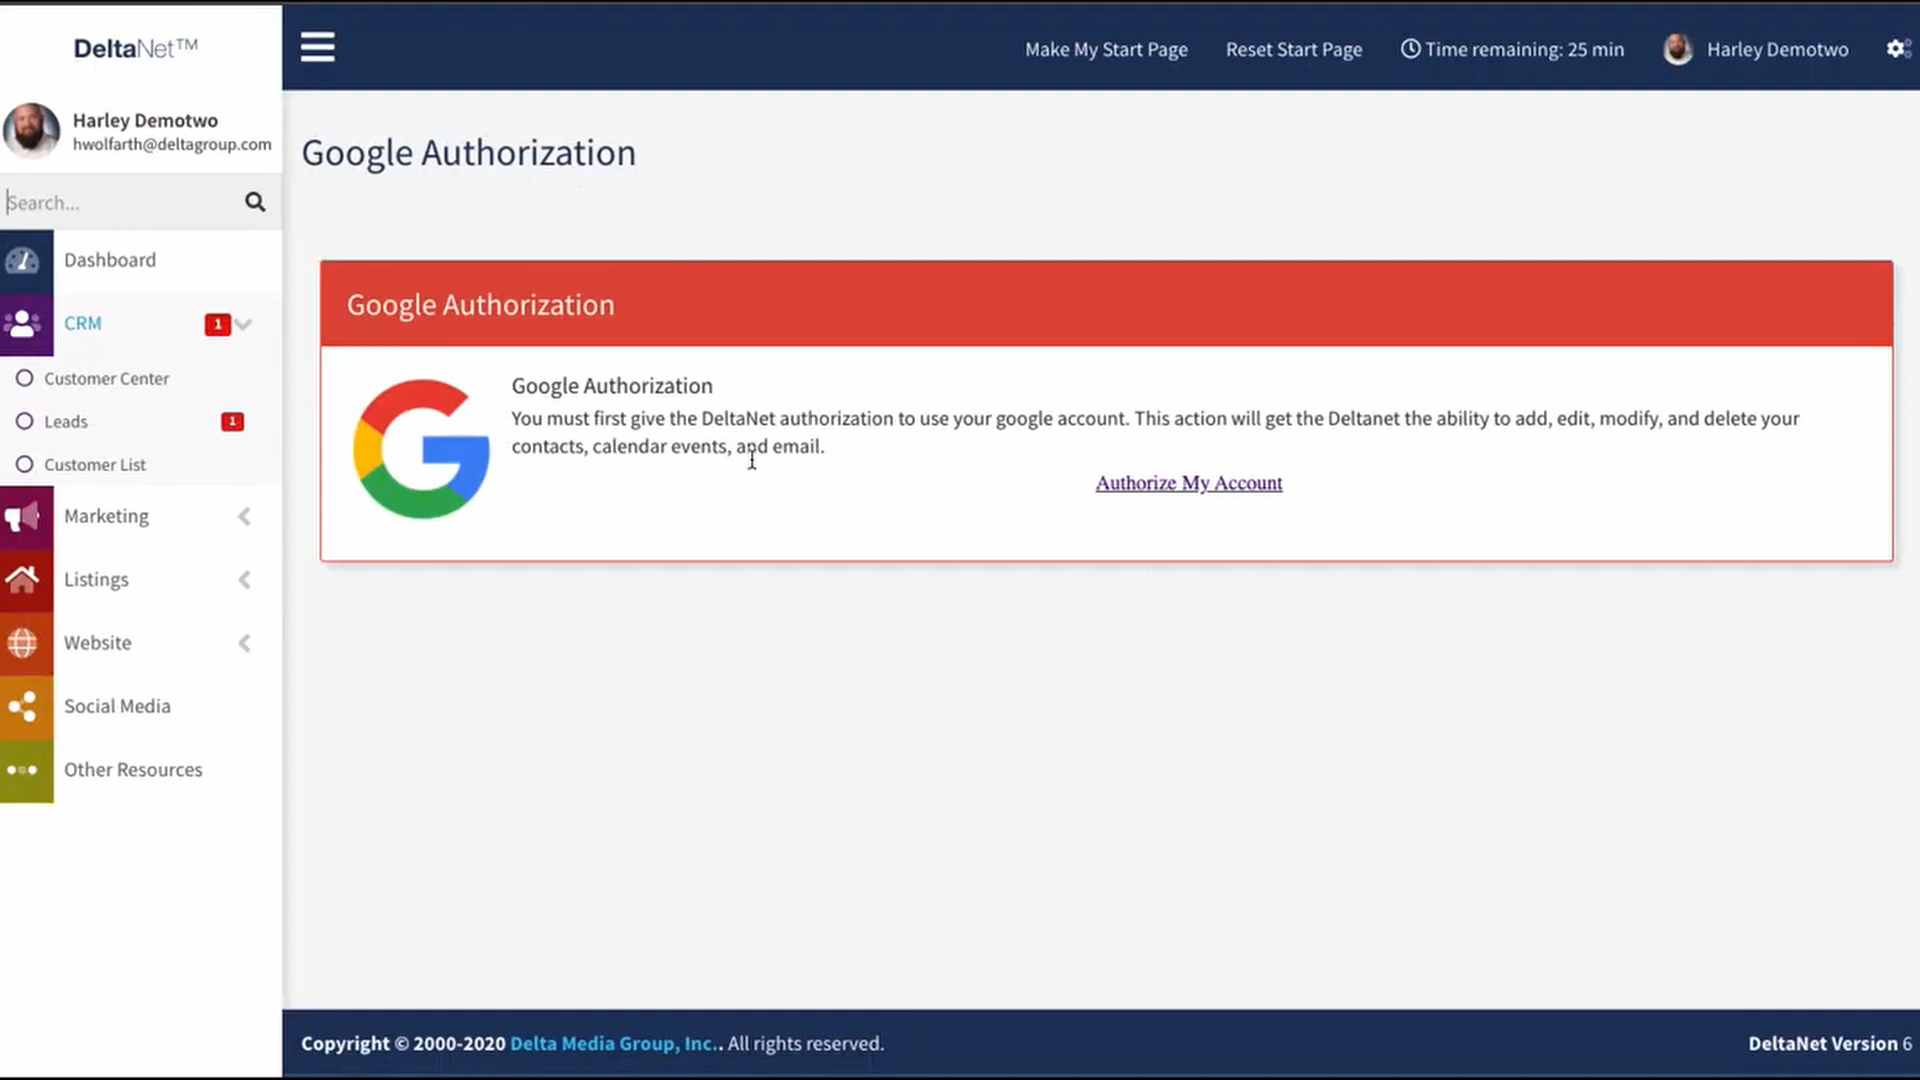 DeltaNet™
Make My Start Page
Reset Start Page
Time remaining: 25 min
Harley Demotwo
Harley Demotwo
hwolfarth@deltagroup.com
Search...
Dashboard
CRM
1
Customer Center
Leads
1
Customer List
Marketing
Listings
Website
Social Media
Other Resources
Google Authorization
Google Authorization
Google Authorization
You must first give the DeltaNet authorization to use your google account. This action will get the Deltanet the ability to add, edit, modify, and delete your
contacts, calendar events, and email.
Authorize My Account
Copyright © 2000-2020 Delta Media Group, Inc.. All rights reserved.
DeltaNet Version 6